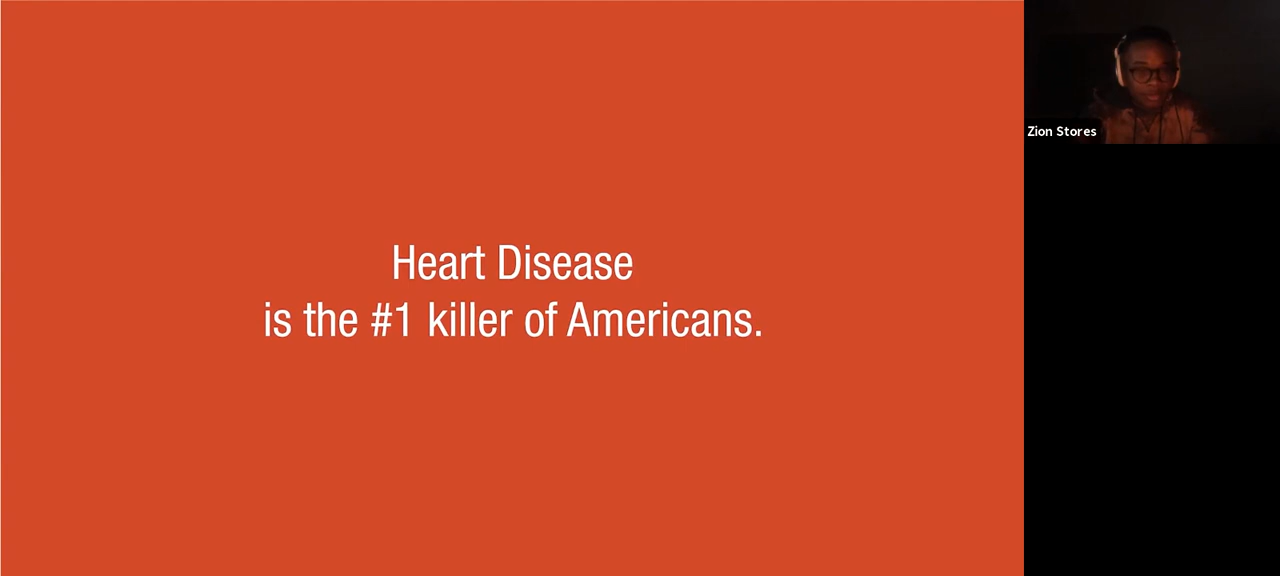 Heart Disease
is the #1 killer of Americans.
Zion Stores